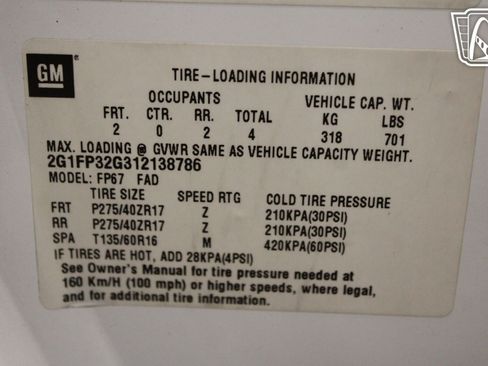 GM
TIRE-LOADING INFORMATION
OCCUPANTS VEHICLE CAP. WT.
FRT. CTR. RR. TOTAL KG LBS
2 0 2 4 318 701
MAX. LOADING @ GVWR SAME AS VEHICLE CAPACITY WEIGHT.
2G1FP32G312138786
MODEL: FP67 FAD
TIRE SIZE SPEED RTG COLD TIRE PRESSURE
FRT P275/40ZR17 Z 210KPA(30PSI)
RR P275/40ZR17 Z 210KPA(30PSI)
SPA T135/60R16 M 420KPA(60PSI)
IF TIRES ARE HOT, ADD 28KPA(4PSI)
See Owner's Manual for tire pressure needed at
160 Km/H (100 mph) or higher speeds, where legal,
and for additional tire information.